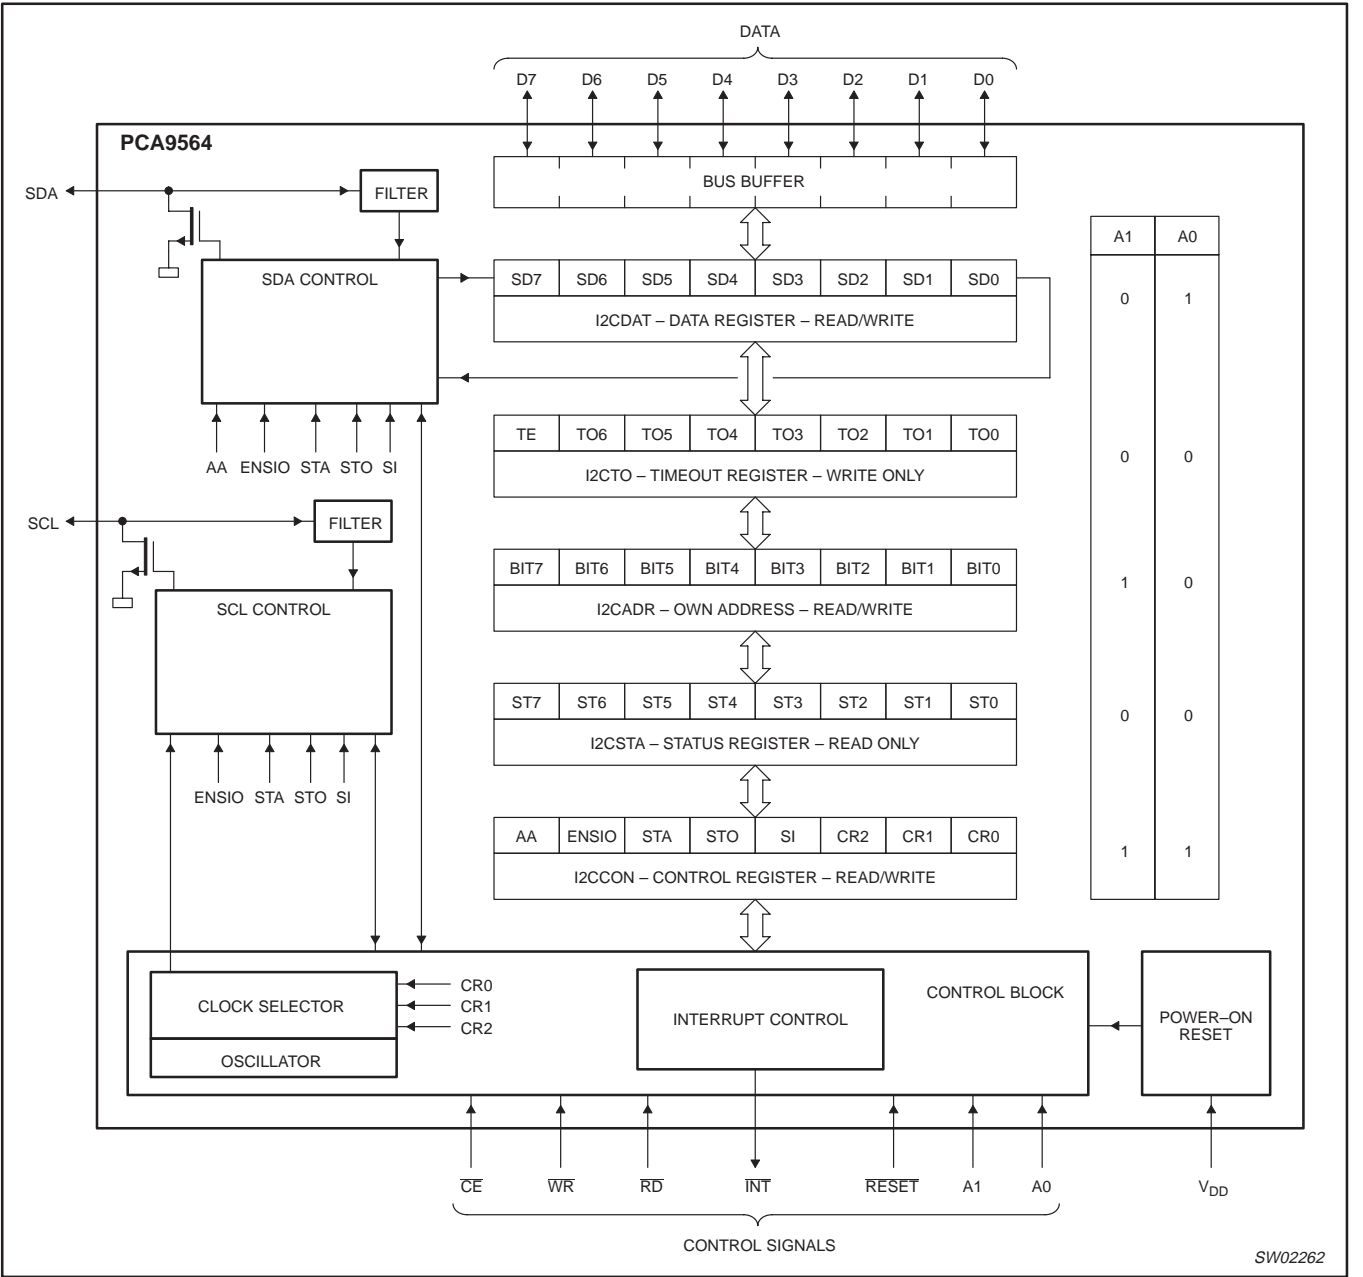 DATA
D7 D6 D5 D4 D3 D2 D1 D0
PCA9564
SDA
FILTER
BUS BUFFER
A1 A0
SDA CONTROL
SD7 SD6 SD5 SD4 SD3 SD2 SD1 SD0
I2CDAT – DATA REGISTER – READ/WRITE
0 1
AA ENSIO STA STO SI
TE TO6 TO5 TO4 TO3 TO2 TO1 TO0
I2CTO – TIMEOUT REGISTER – WRITE ONLY
0 0
SCL
FILTER
SCL CONTROL
BIT7 BIT6 BIT5 BIT4 BIT3 BIT2 BIT1 BIT0
I2CADR – OWN ADDRESS – READ/WRITE
1 0
ST7 ST6 ST5 ST4 ST3 ST2 ST1 ST0
I2CSTA – STATUS REGISTER – READ ONLY
0 0
ENSIO STA STO SI
AA ENSIO STA STO SI CR2 CR1 CR0
I2CCON – CONTROL REGISTER – READ/WRITE
1 1
CLOCK SELECTOR
OSCILLATOR
CR0
CR1
CR2
INTERRUPT CONTROL
CONTROL BLOCK
POWER–ON
RESET
C̅E̅ W̅R̅ R̅D̅ I̅N̅T̅ R̅E̅S̅E̅T̅ A1 A0 VDD
CONTROL SIGNALS
SW02262